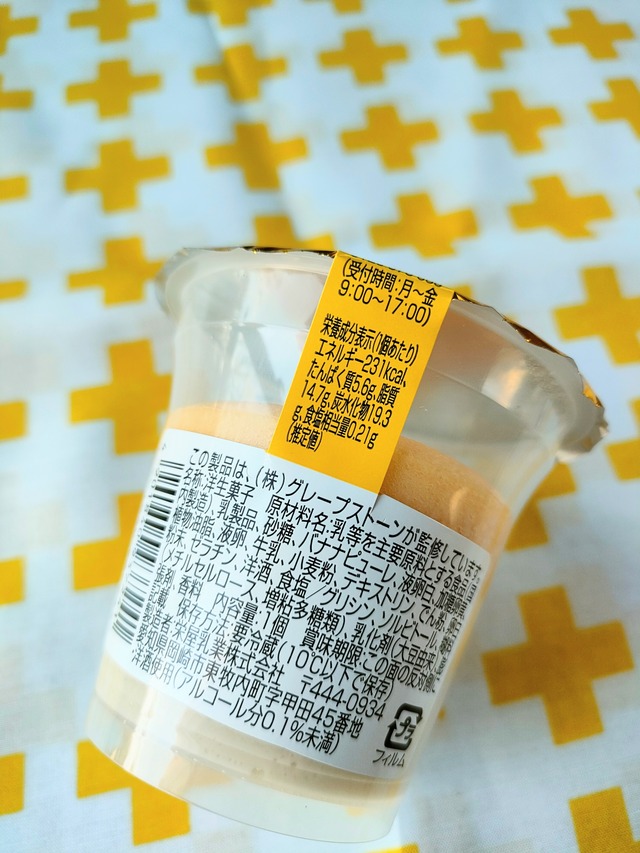 (受付時間:月～金
9:00～17:00)
栄養成分表示(1個あたり)
エネルギー231kcal、
たんぱく質5.6g、脂質
14.7g、炭水化物19.3
g、食塩相当量0.21g
(推定値)
この製品は、(株)グレープストーンが監修しています。
名称:洋生菓子 原材料名:乳等を主要原料とする食品
製造)、乳製品、砂糖、バナナピューレ、液卵白、加糖卵黄、
植物油脂、液卵、牛乳、小麦粉、デキストリン、でん粉、卵白
粉末、ゼラチン、洋酒、食塩/グリシン、ソルビトール、
メチルセルロース、増粘多糖類)、乳化剤(大豆由来)、
香料 内容量:1個 賞味期限:この面の反対側に
記載 保存方法:要冷蔵(10℃以下で保存)
製造者:栄屋乳業株式会社 〒444-0934
愛知県岡崎市東牧内町字甲田45番地
洋酒使用(アルコール分0.1%未満)
プラ
フィルム